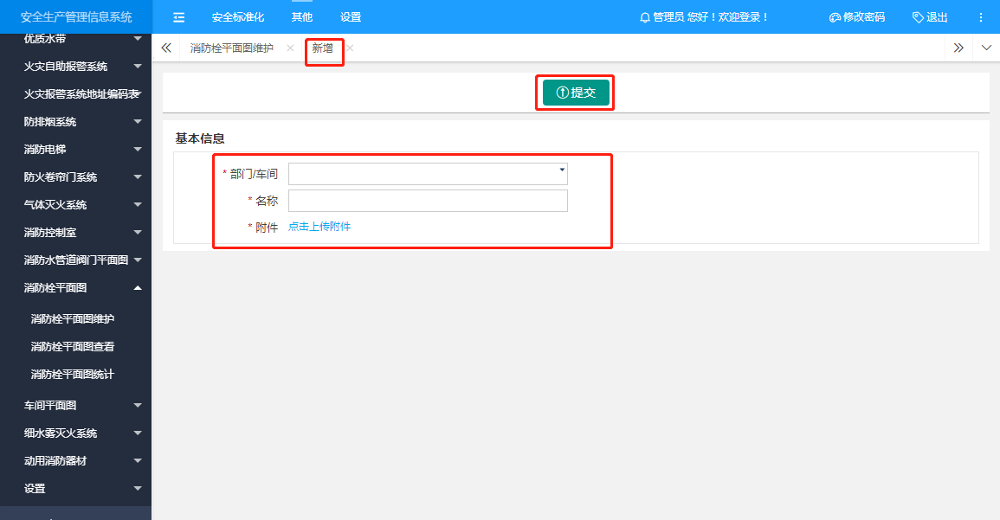 安全生产管理信息系统
安全标准化 其他 设置
管理员 您好！欢迎登录！
修改密码 退出
优质水带
火灾自助报警系统
火灾报警系统地址编码表
防排烟系统
消防电梯
防火卷帘门系统
气体灭火系统
消防控制室
消防水管道阀门平面图
消防栓平面图
消防栓平面图维护
消防栓平面图查看
消防栓平面图统计
车间平面图
细水雾灭火系统
动用消防器材
设置
消防栓平面图维护 新增
提交
基本信息
* 部门/车间
* 名称
* 附件 点击上传附件